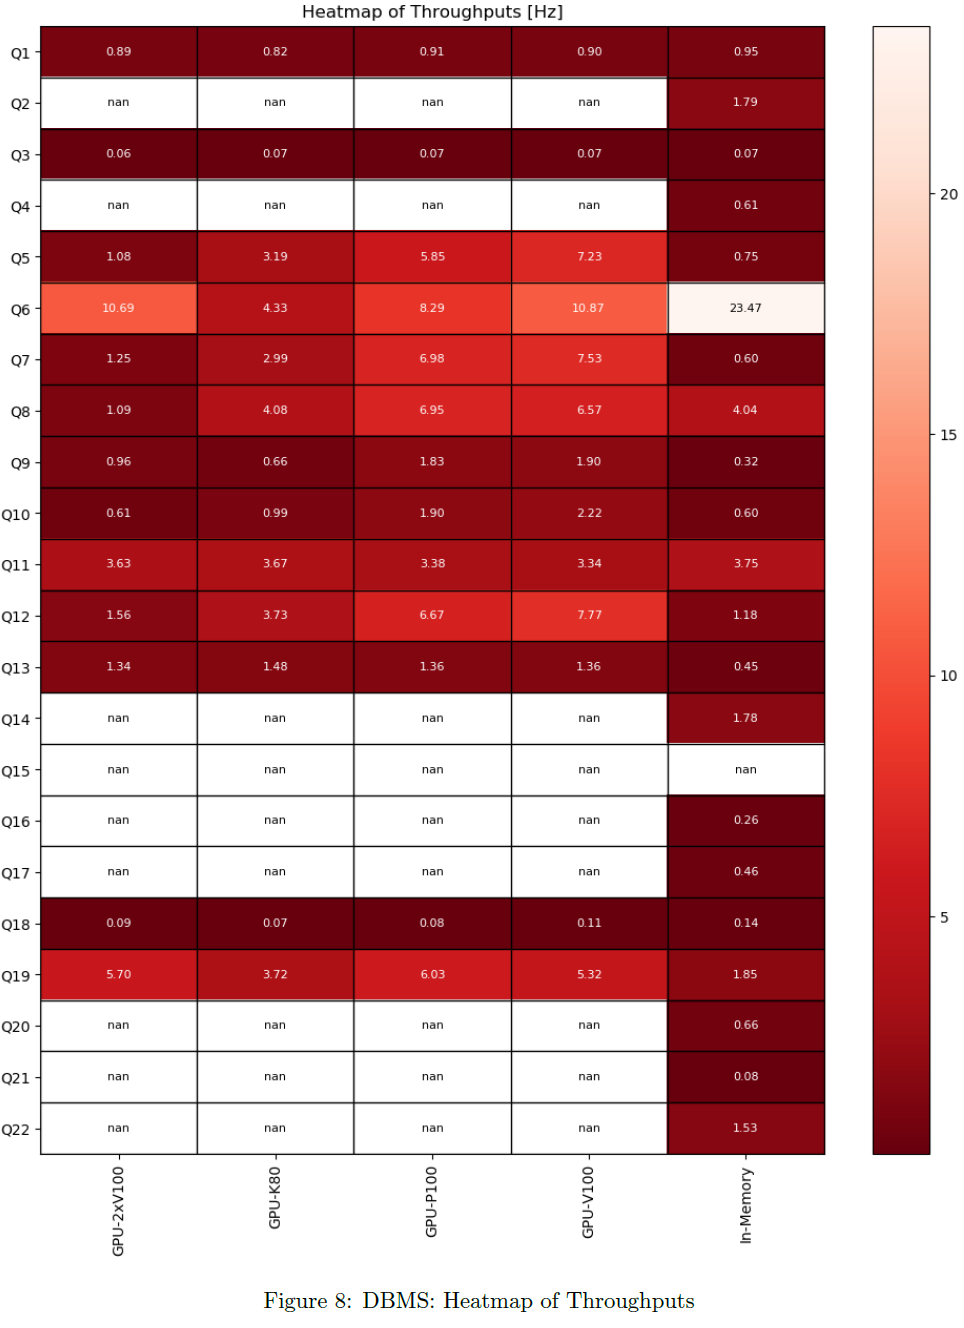 Heatmap of Throughputs [Hz]
Q1 0.89 0.82 0.91 0.90 0.95
Q2 nan nan nan nan 1.79
Q3 0.06 0.07 0.07 0.07 0.07
Q4 nan nan nan nan 0.61
Q5 1.08 3.19 5.85 7.23 0.75
Q6 10.69 4.33 8.29 10.87 23.47
Q7 1.25 2.99 6.98 7.53 0.60
Q8 1.09 4.08 6.95 6.57 4.04
Q9 0.96 0.66 1.83 1.90 0.32
Q10 0.61 0.99 1.90 2.22 0.60
Q11 3.63 3.67 3.38 3.34 3.75
Q12 1.56 3.73 6.67 7.77 1.18
Q13 1.34 1.48 1.36 1.36 0.45
Q14 nan nan nan nan 1.78
Q15 nan nan nan nan nan
Q16 nan nan nan nan 0.26
Q17 nan nan nan nan 0.46
Q18 0.09 0.07 0.08 0.11 0.14
Q19 5.70 3.72 6.03 5.32 1.85
Q20 nan nan nan nan 0.66
Q21 nan nan nan nan 0.08
Q22 nan nan nan nan 1.53
GPU-2xV100 GPU-K80 GPU-P100 GPU-V100 In-Memory
20
15
10
5
Figure 8: DBMS: Heatmap of Throughputs